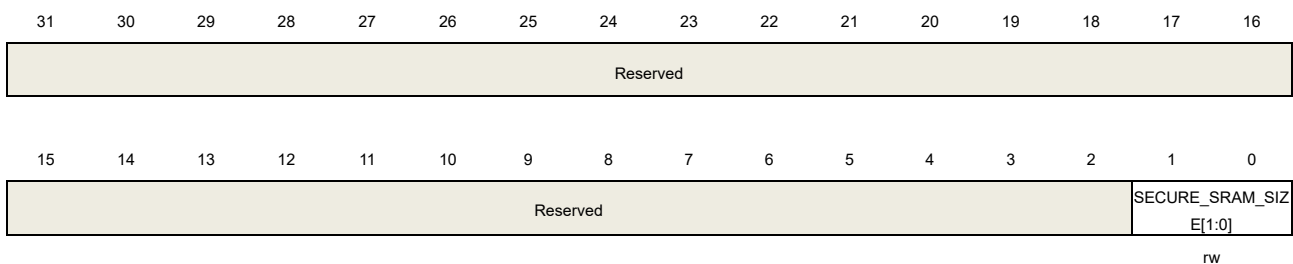 31 30 29 28 27 26 25 24 23 22 21 20 19 18 17 16
Reserved
15 14 13 12 11 10 9 8 7 6 5 4 3 2 1 0
Reserved
SECURE_SRAM_SIZ
E[1:0]
rw